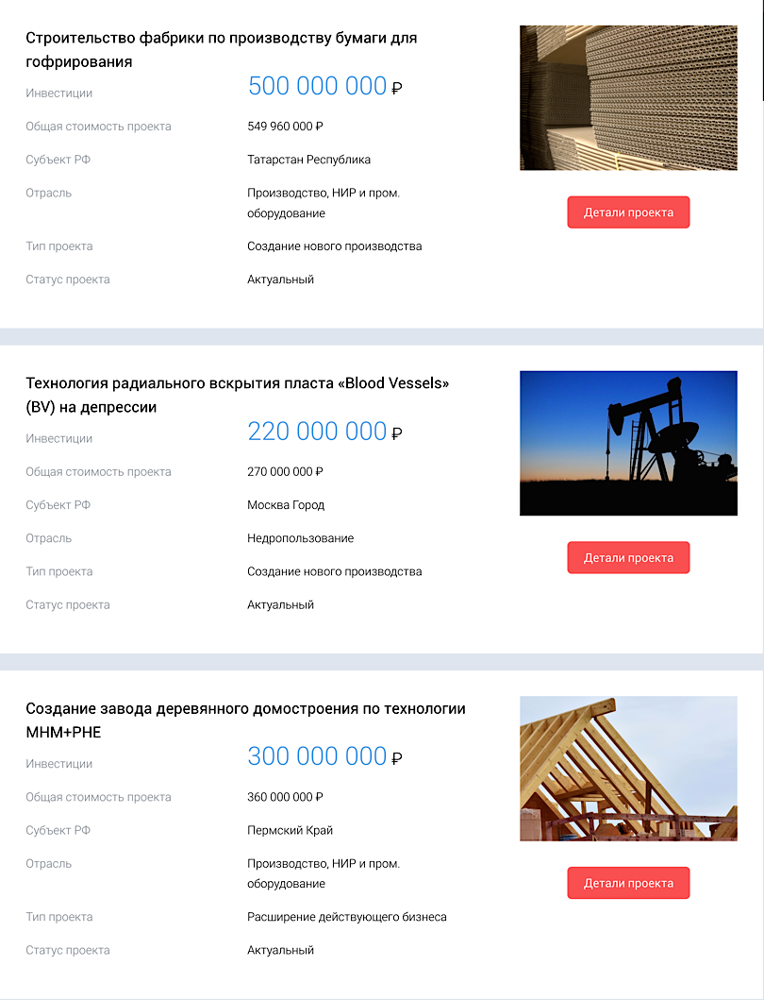 Строительство фабрики по производству бумаги для
гофрирования
Инвестиции 500 000 000 ₽
Общая стоимость проекта 549 960 000 ₽
Субъект РФ Татарстан Республика
Отрасль Производство, НИР и пром.
оборудование
Тип проекта Создание нового производства
Статус проекта Актуальный
Детали проекта
Технология радиального вскрытия пласта «Blood Vessels»
(BV) на депрессии
Инвестиции 220 000 000 ₽
Общая стоимость проекта 270 000 000 ₽
Субъект РФ Москва Город
Отрасль Недропользование
Тип проекта Создание нового производства
Статус проекта Актуальный
Детали проекта
Создание завода деревянного домостроения по технологии
МНМ+РНЕ
Инвестиции 300 000 000 ₽
Общая стоимость проекта 360 000 000 ₽
Субъект РФ Пермский Край
Отрасль Производство, НИР и пром.
оборудование
Тип проекта Расширение действующего бизнеса
Статус проекта Актуальный
Детали проекта